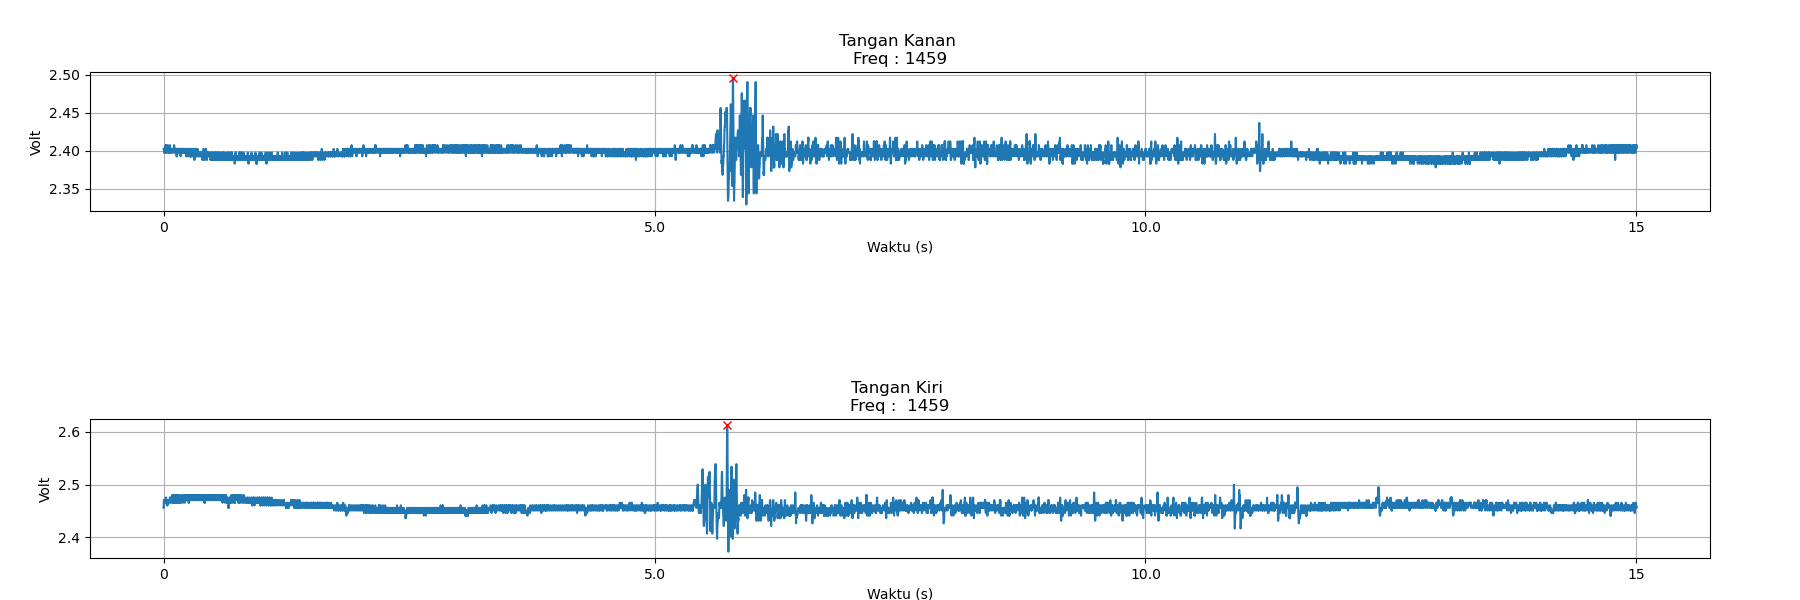 Tangan Kanan
Freq : 1459
2.50
2.45
2.40
2.35
Volt
0 5.0 10.0 15
Waktu (s)
Tangan Kiri
Freq :  1459
2.6
2.5
2.4
Volt
0 5.0 10.0 15
Waktu (s)